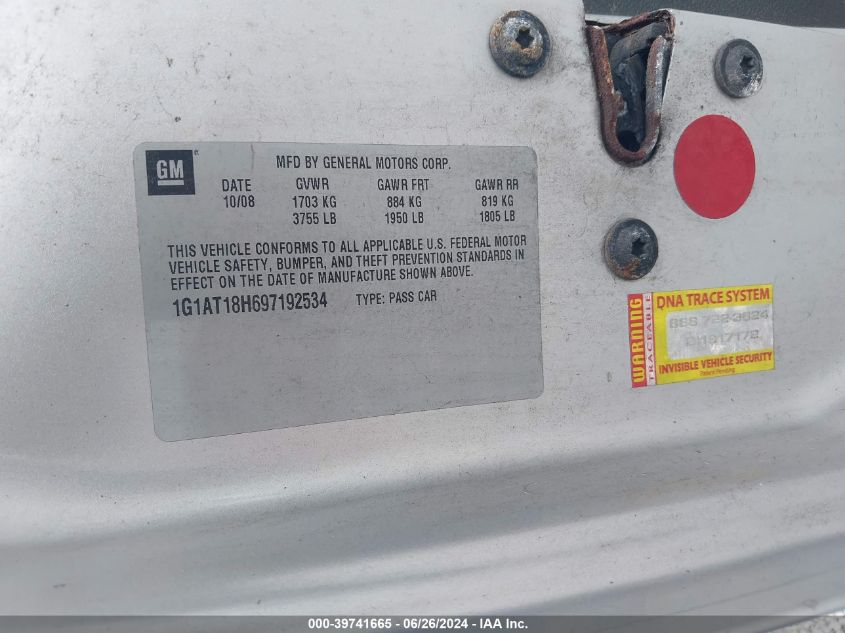 GM
MFD BY GENERAL MOTORS CORP.
DATE GVWR GAWR FRT GAWR RR
10/08 1703 KG 884 KG 819 KG
3755 LB 1950 LB 1805 LB
THIS VEHICLE CONFORMS TO ALL APPLICABLE U.S. FEDERAL MOTOR
VEHICLE SAFETY, BUMPER, AND THEFT PREVENTION STANDARDS IN
EFFECT ON THE DATE OF MANUFACTURE SHOWN ABOVE.
1G1AT18H697192534 TYPE: PASS CAR
WARNING
TRACEABLE
DNA TRACE SYSTEM
INVISIBLE VEHICLE SECURITY
Patent Pending
000-39741665 / 06/26/2024 / IAAI INC.